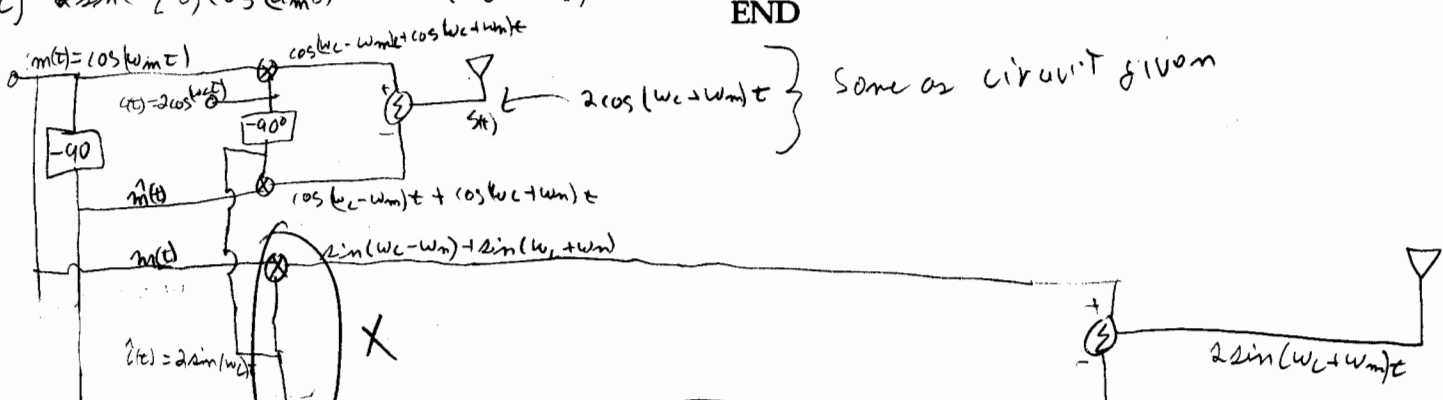 END
m(t) = cos(ωmt)
cos(ωc - ωm)t + cos(ωc + ωm)t
c(t) = 2cos(ωct)
-90°
+
Σ
-
S(t)
2cos(ωc + ωm)t
Same as circuit given
-90
m̂(t)
cos(ωc - ωm)t + cos(ωc + ωm)t
m(t)
sin(ωc - ωm) + sin(ωc + ωm)
X
ĉ(t) = 2sin(ωc)t
+
Σ
-
2sin(ωc + ωm)t